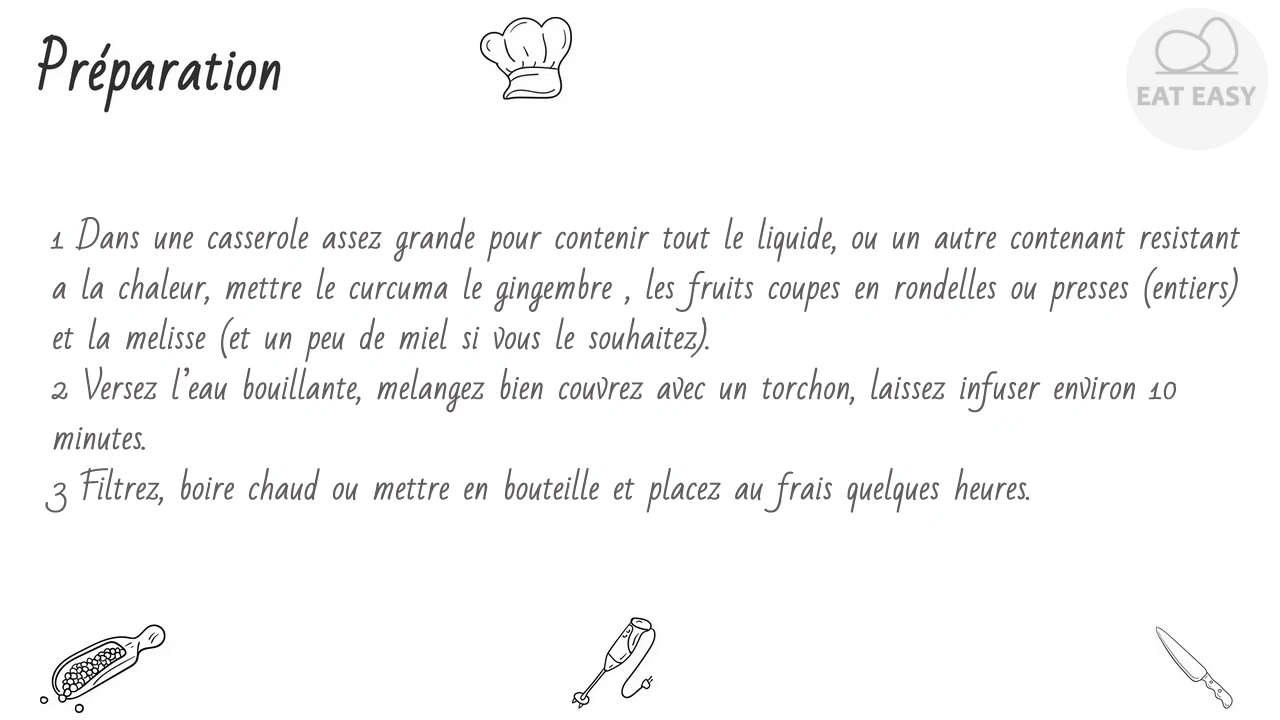 Préparation
EAT EASY
1 Dans une casserole assez grande pour contenir tout le liquide, ou un autre contenant resistant
a la chaleur, mettre le curcuma le gingembre , les fruits coupes en rondelles ou presses (entiers)
et la melisse (et un peu de miel si vous le souhaitez).
2 Versez l’eau bouillante, melangez bien couvrez avec un torchon, laissez infuser environ 10
minutes.
3 Filtrez, boire chaud ou mettre en bouteille et placez au frais quelques heures.